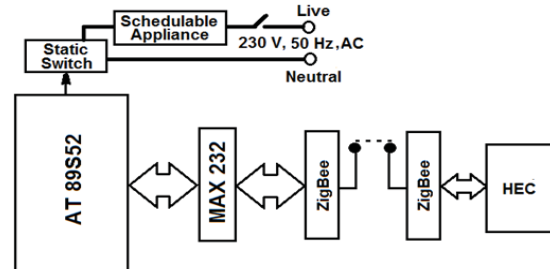 Live
Schedulable
Appliance
230 V, 50 Hz ,AC
Static
Switch
Neutral
AT 89S52
MAX 232
ZigBee
ZigBee
HEC